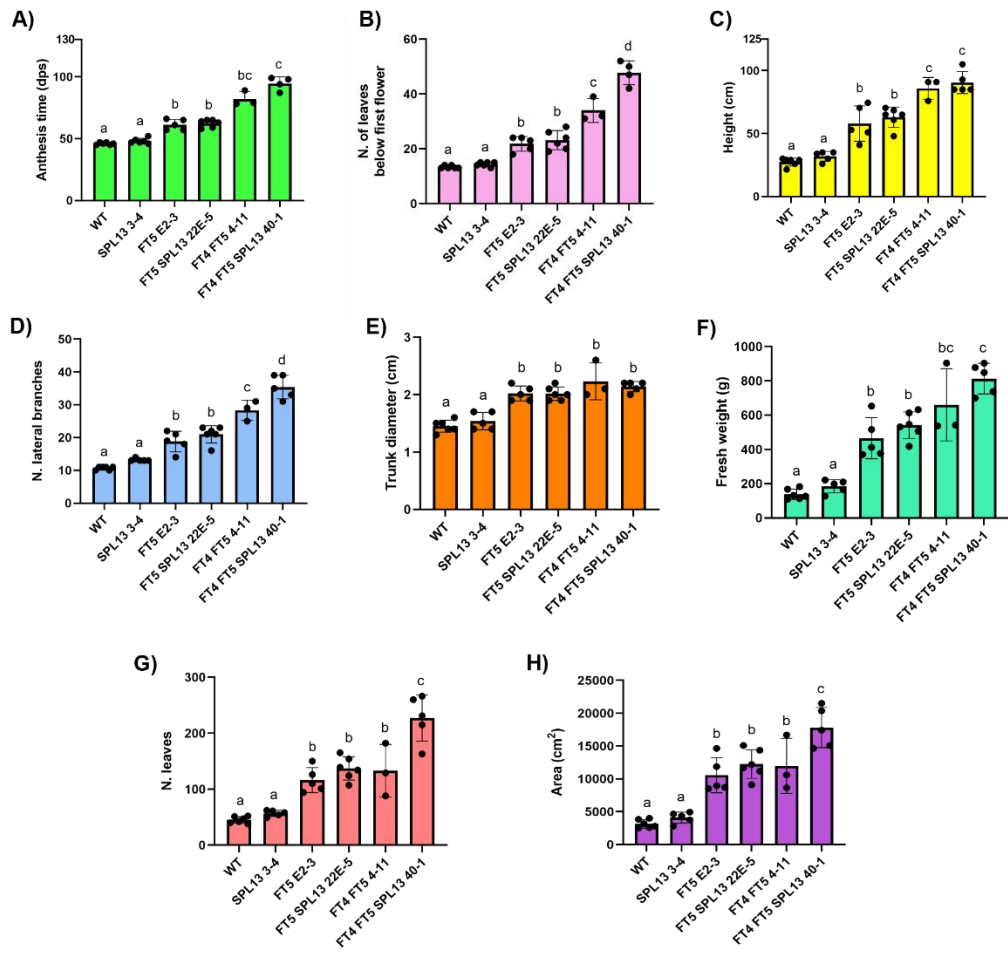 A)
Anthesis time (dps)
130
100
50
0
a
a
b
b
bc
c
WT
SPL13 3-4
FT5 E2-3
FT5 SPL13 22E-5
FT4 FT5 4-11
FT4 FT5 SPL13 40-1
B)
N. of leaves
below first flower
60
40
20
0
a
a
b
b
c
d
WT
SPL13 3-4
FT5 E2-3
FT5 SPL13 22E-5
FT4 FT5 4-11
FT4 FT5 SPL13 40-1
C)
Height (cm)
125
100
50
0
a
a
b
b
c
c
WT
SPL13 3-4
FT5 E2-3
FT5 SPL13 22E-5
FT4 FT5 4-11
FT4 FT5 SPL13 40-1
D)
N. lateral branches
50
40
30
20
10
0
a
a
b
b
c
d
WT
SPL13 3-4
FT5 E2-3
FT5 SPL13 22E-5
FT4 FT5 4-11
FT4 FT5 SPL13 40-1
E)
Trunk diameter (cm)
3
2
1
0
a
a
b
b
b
b
WT
SPL13 3-4
FT5 E2-3
FT5 SPL13 22E-5
FT4 FT5 4-11
FT4 FT5 SPL13 40-1
F)
Fresh weight (g)
1000
800
600
400
200
0
a
a
b
b
bc
c
WT
SPL13 3-4
FT5 E2-3
FT5 SPL13 22E-5
FT4 FT5 4-11
FT4 FT5 SPL13 40-1
G)
N. leaves
300
200
100
0
a
a
b
b
b
c
WT
SPL13 3-4
FT5 E2-3
FT5 SPL13 22E-5
FT4 FT5 4-11
FT4 FT5 SPL13 40-1
H)
Area (cm²)
25000
20000
15000
10000
5000
0
a
a
b
b
b
c
WT
SPL13 3-4
FT5 E2-3
FT5 SPL13 22E-5
FT4 FT5 4-11
FT4 FT5 SPL13 40-1